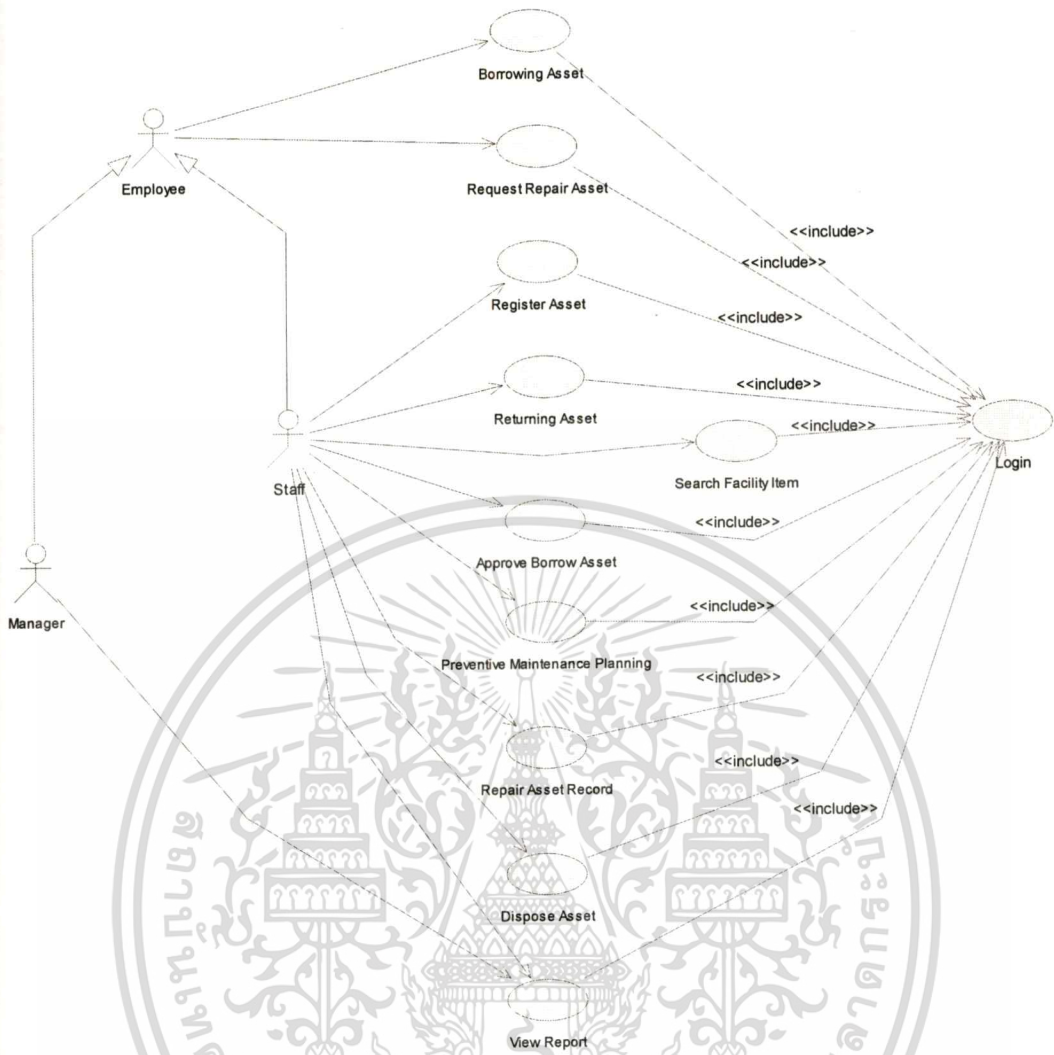 Borrowing Asset
Employee
Request Repair Asset
<<include>>
<<include>>
Register Asset
<<include>>
<<include>>
Returning Asset
<<include>>
Login
Staff
Search Facility Item
<<include>>
Approve Borrow Asset
<<include>>
Manager
Preventive Maintenance Planning
<<include>>
<<include>>
Repair Asset Record
<<include>>
Dispose Asset
View Report